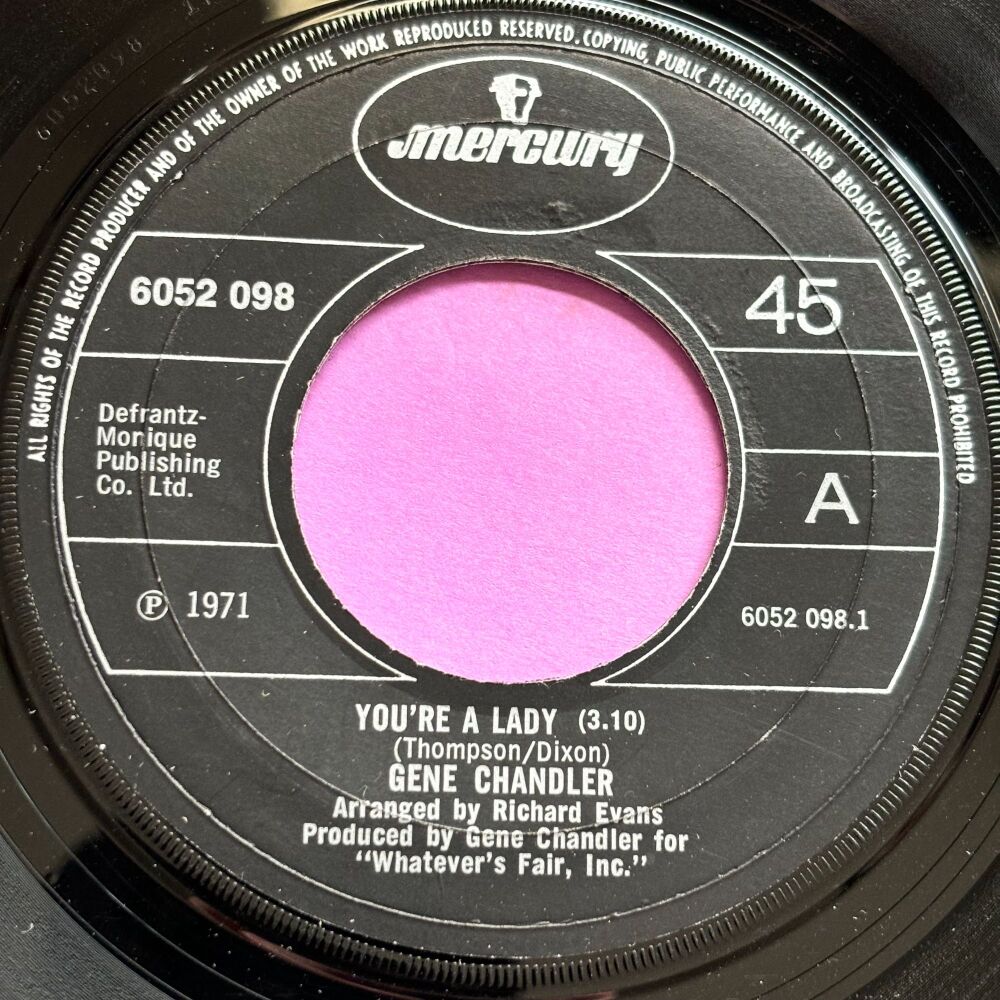 ALL RIGHTS OF THE RECORD PRODUCER AND OF THE OWNER OF THE WORK REPRODUCED RESERVED. COPYING, PUBLIC PERFORMANCE AND BROADCASTING OF THIS RECORD PROHIBITED
mercury
6052 098
45
Defrantz-
Monique
Publishing
Co. Ltd.
A
℗ 1971
6052 098.1
YOU'RE A LADY (3.10)
(Thompson/Dixon)
GENE CHANDLER
Arranged by Richard Evans
Produced by Gene Chandler for
"Whatever's Fair, Inc."